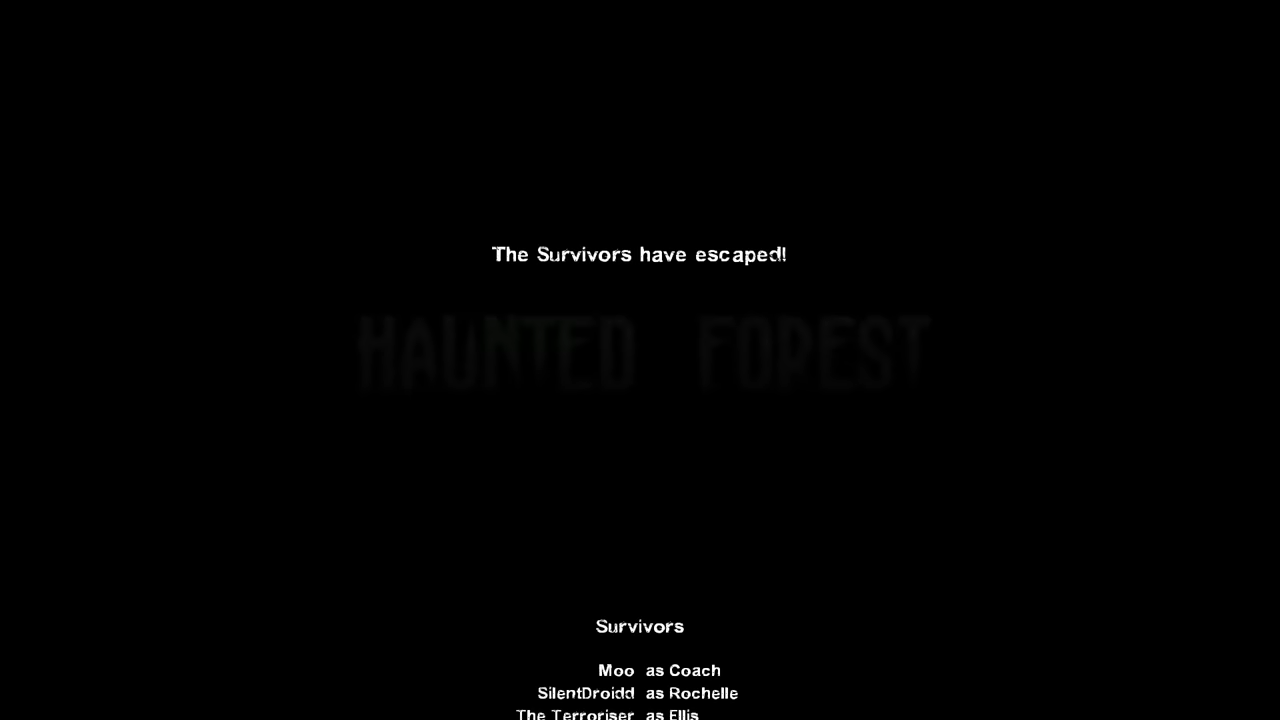 The Survivors have escaped!
HAUNTED FOREST
Survivors
Moo as Coach
SilentDroidd as Rochelle
The Terroriser as Ellis